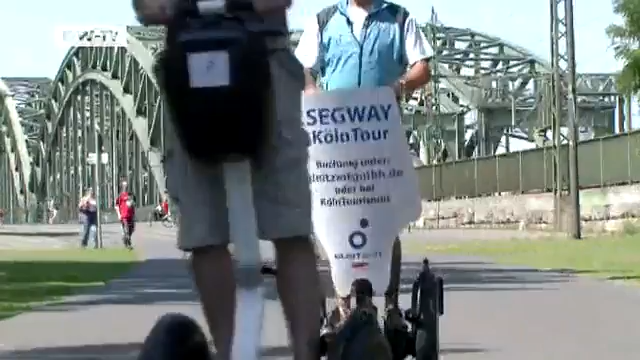 DW-TV
SEGWAY
KölnTour
Buchung unter:
oder bei
KölnTourismus